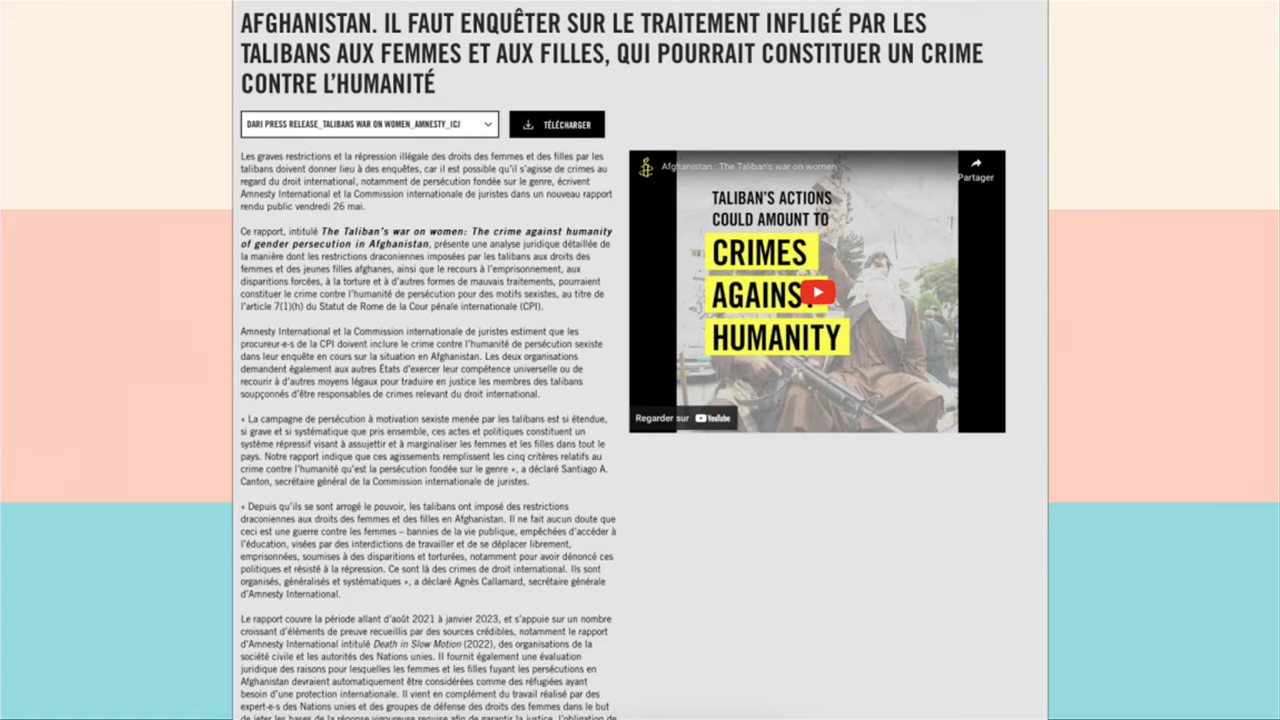 AFGHANISTAN. IL FAUT ENQUÊTER SUR LE TRAITEMENT INFLIGÉ PAR LES
TALIBANS AUX FEMMES ET AUX FILLES, QUI POURRAIT CONSTITUER UN CRIME
CONTRE L'HUMANITÉ
DARI PRESS RELEASE_TALIBANS WAR ON WOMEN_AMNESTY_ICJ
TÉLÉCHARGER
Les graves restrictions et la répression illégale des droits des femmes et des filles par les
talibans doivent donner lieu à des enquêtes, car il est possible qu'il s'agisse de crimes au
regard du droit international, notamment de persécution fondée sur le genre, écrivent
Amnesty International et la Commission internationale de juristes dans un nouveau rapport
rendu public vendredi 26 mai.
Ce rapport, intitulé The Taliban's war on women: The crime against humanity
of gender persecution in Afghanistan, présente une analyse juridique détaillée de
la manière dont les restrictions draconiennes imposées par les talibans aux droits des
femmes et des jeunes filles afghanes, ainsi que le recours à l'emprisonnement, aux
disparitions forcées, à la torture et à d'autres formes de mauvais traitements, pourraient
constituer le crime contre l'humanité de persécution pour des motifs sexistes, au titre de
l'article 7(1)(h) du Statut de Rome de la Cour pénale internationale (CPI).
Amnesty International et la Commission internationale de juristes estiment que les
procureur-e-s de la CPI doivent inclure le crime contre l'humanité de persécution sexiste
dans leur enquête en cours sur la situation en Afghanistan. Les deux organisations
demandent également aux autres États d'exercer leur compétence universelle ou de
recourir à d'autres moyens légaux pour traduire en justice les membres des talibans
soupçonnés d'être responsables de crimes relevant du droit international.
« La campagne de persécution à motivation sexiste menée par les talibans est si étendue,
si grave et si systématique que pris ensemble, ces actes et politiques constituent un
système répressif visant à assujettir et à marginaliser les femmes et les filles dans tout le
pays. Notre rapport indique que ces agissements remplissent les cinq critères relatifs au
crime contre l'humanité qu'est la persécution fondée sur le genre », a déclaré Santiago A.
Canton, secrétaire général de la Commission internationale de juristes.
« Depuis qu'ils se sont arrogé le pouvoir, les talibans ont imposé des restrictions
draconiennes aux droits des femmes et des filles en Afghanistan. Il ne fait aucun doute que
ceci est une guerre contre les femmes – bannies de la vie publique, empêchées d'accéder à
l'éducation, visées par des interdictions de travailler et de se déplacer librement,
emprisonnées, soumises à des disparitions et torturées, notamment pour avoir dénoncé ces
politiques et résisté à la répression. Ce sont là des crimes de droit international. Ils sont
organisés, généralisés et systématiques », a déclaré Agnès Callamard, secrétaire générale
d'Amnesty International.
Le rapport couvre la période allant d'août 2021 à janvier 2023, et s'appuie sur un nombre
croissant d'éléments de preuve recueillis par des sources crédibles, notamment le rapport
d'Amnesty International intitulé Death in Slow Motion (2022), des organisations de la
société civile et les autorités des Nations unies. Il fournit également une évaluation
juridique des raisons pour lesquelles les femmes et les filles fuyant les persécutions en
Afghanistan devraient automatiquement être considérées comme des réfugiées ayant
besoin d'une protection internationale. Il vient en complément du travail réalisé par des
expert-e-s des Nations unies et des groupes de défense des droits des femmes dans le but
de jeter les bases de la réponse vigoureuse requise afin de garantir la justice, l'obligation de
Afghanistan : The Taliban's war on women
Partager
TALIBAN'S ACTIONS
COULD AMOUNT TO
CRIMES
AGAINST
HUMANITY
Regarder sur YouTube